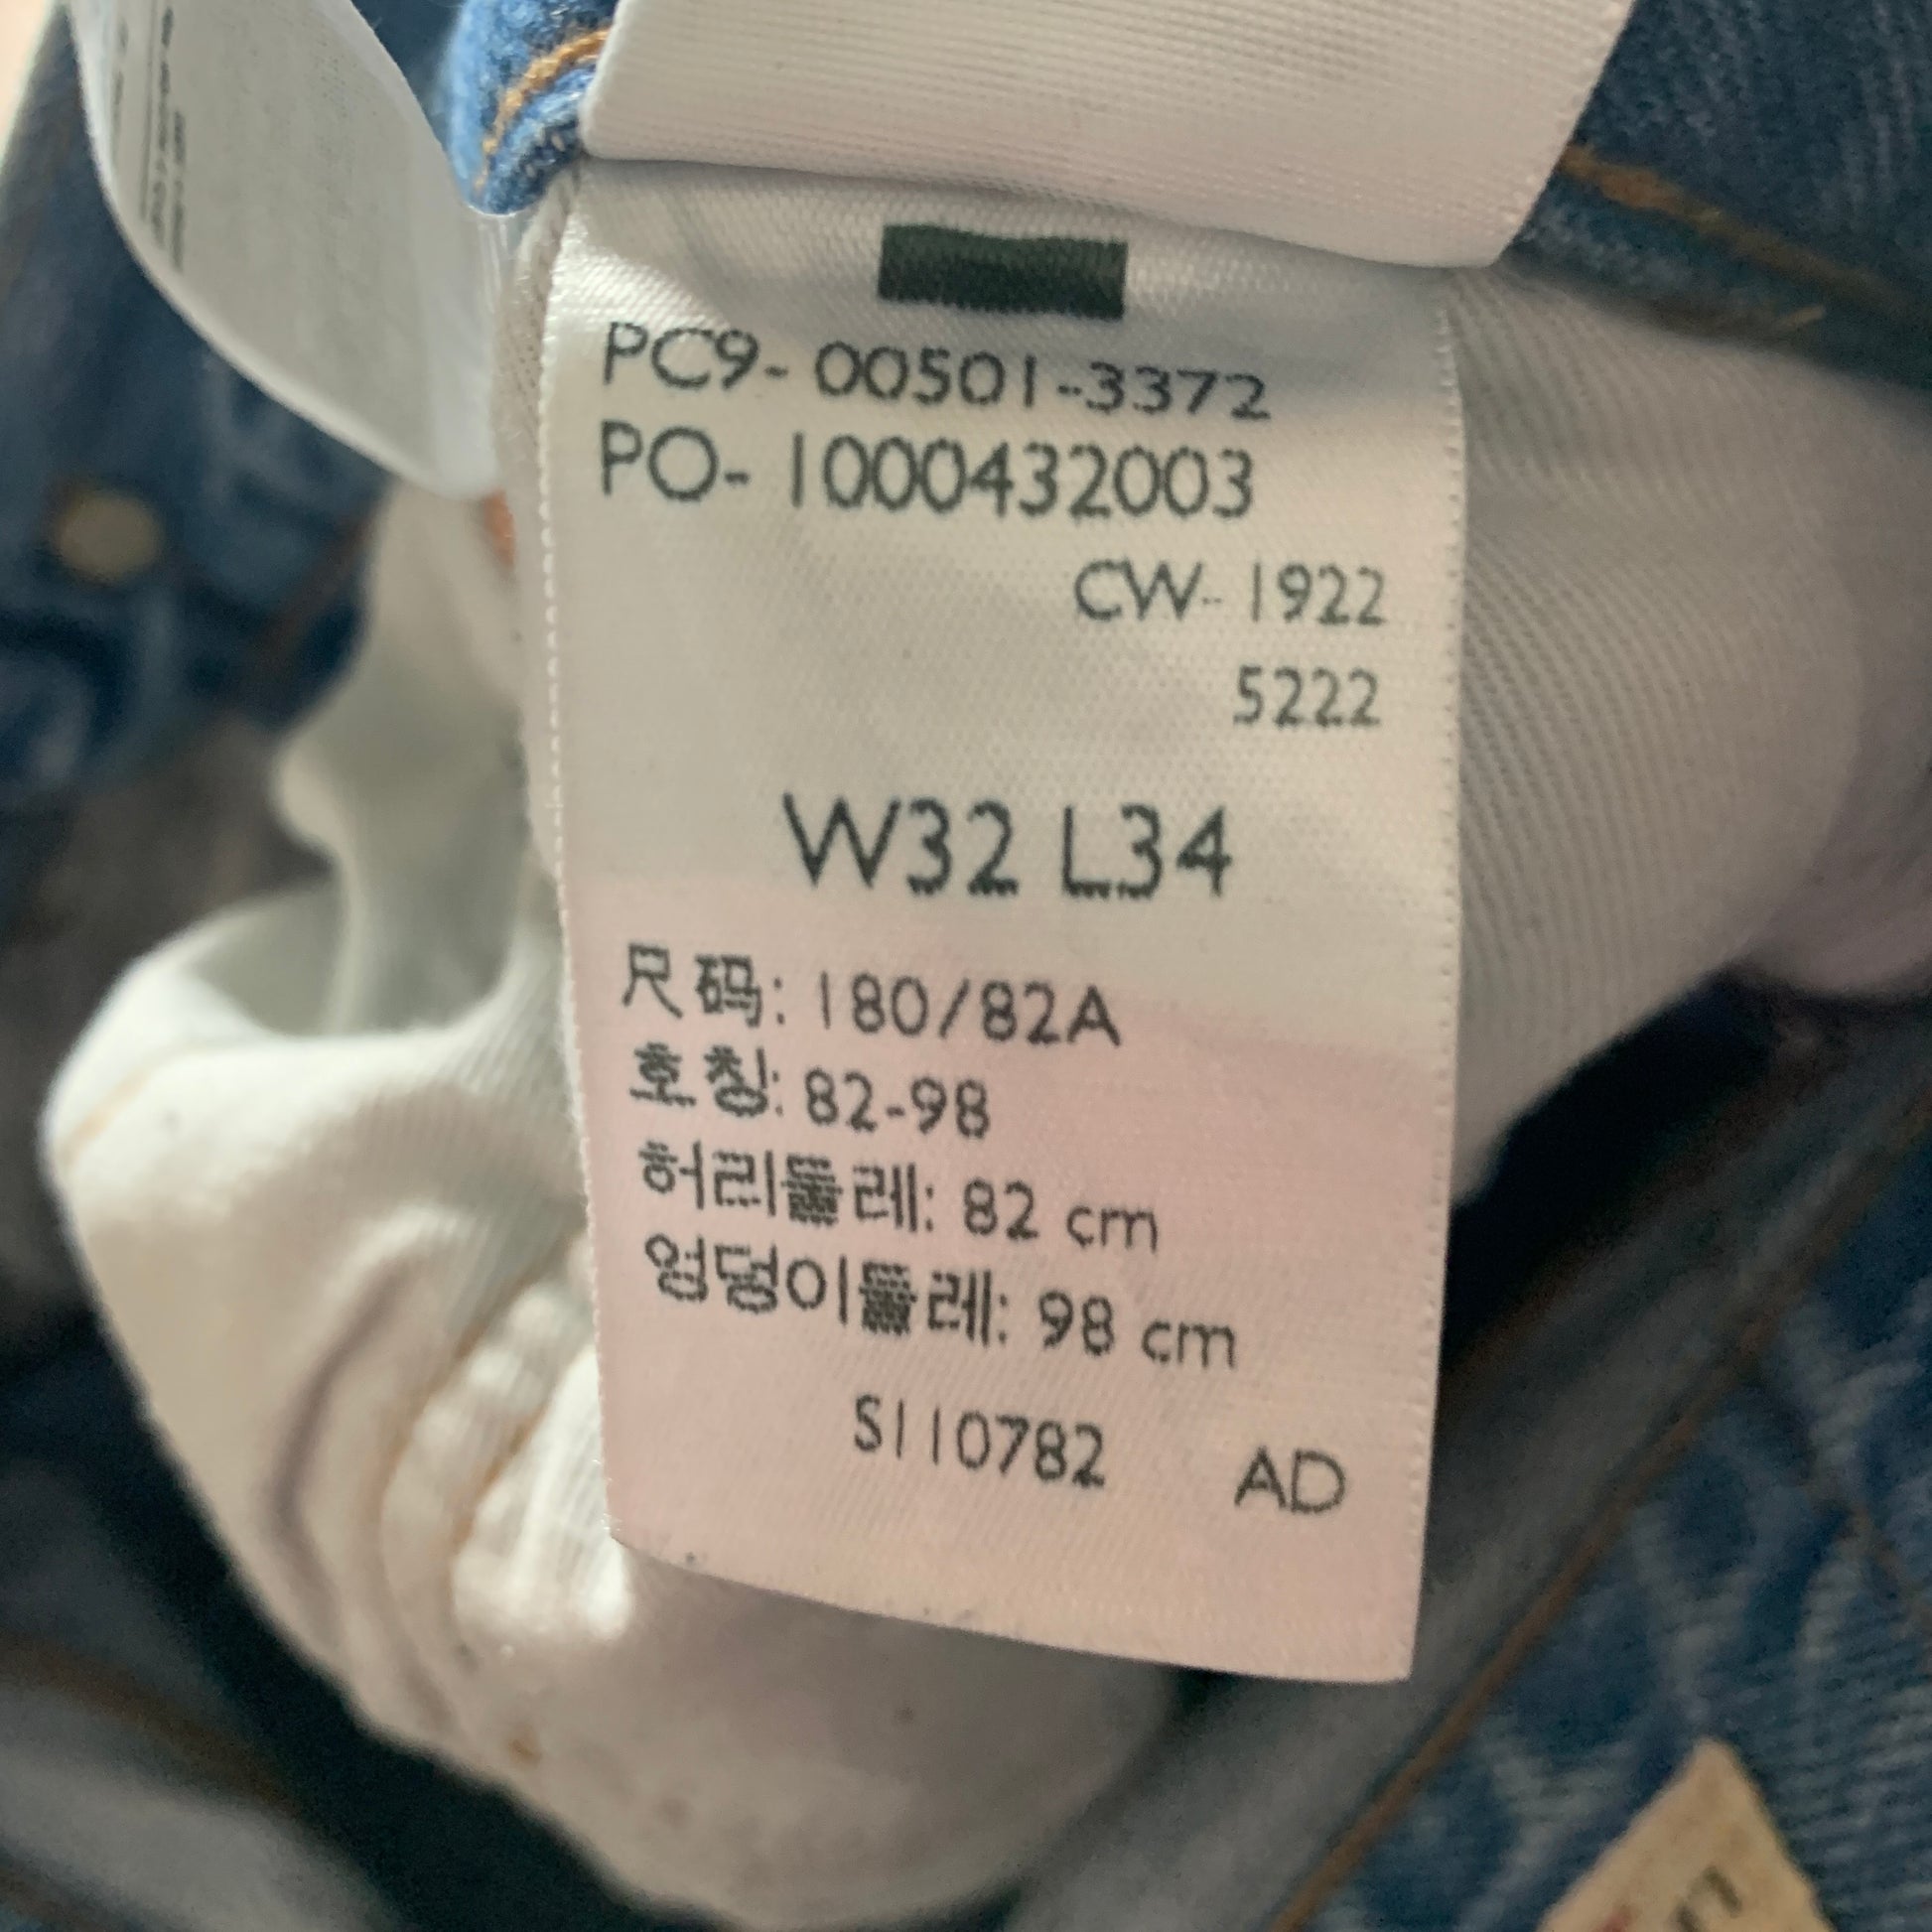 PC9- 00501-3372
PO- 1000432003
CW- 1922
5222
W32 L34
尺码: 180/82A
호칭: 82-98
허리둘레: 82 cm
엉덩이둘레: 98 cm
S110782 AD